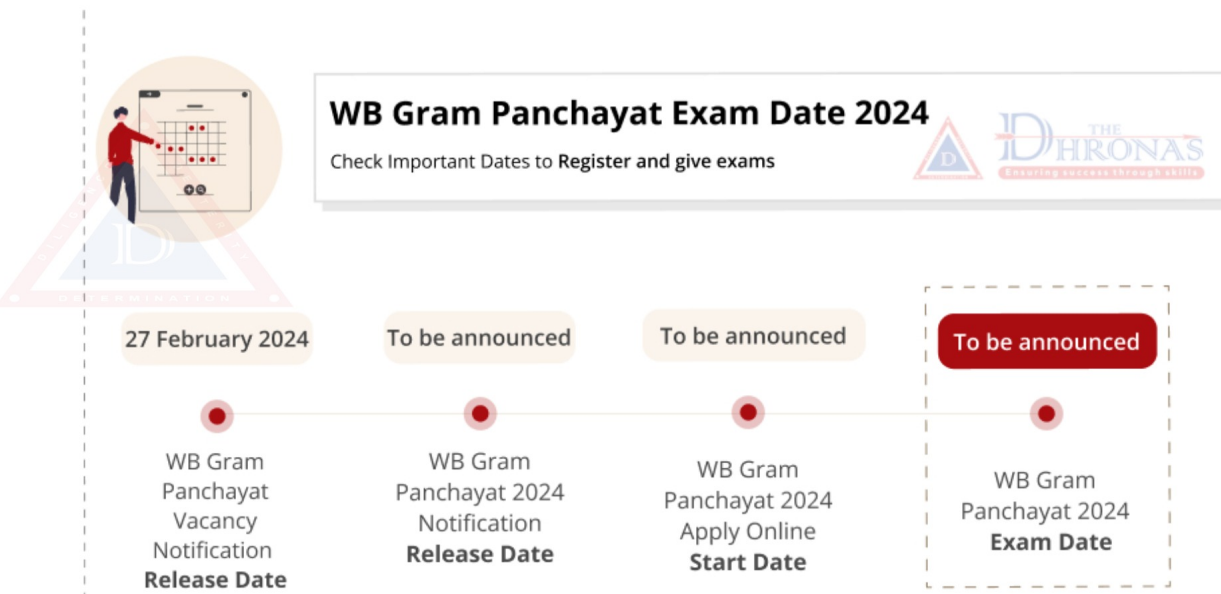 WB Gram Panchayat Exam Date 2024
Check Important Dates to Register and give exams
THE
DHRONAS
Ensuring success through skills
D
D
DETERMINATION
27 February 2024
To be announced
To be announced
To be announced
WB Gram
Panchayat
Vacancy
Notification
Release Date
WB Gram
Panchayat 2024
Notification
Release Date
WB Gram
Panchayat 2024
Apply Online
Start Date
WB Gram
Panchayat 2024
Exam Date